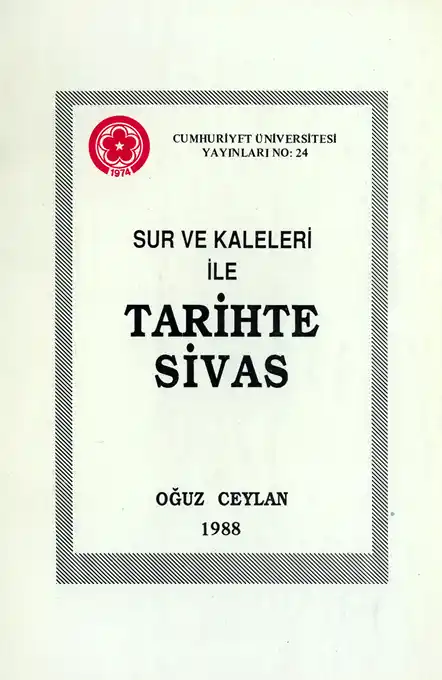 1974
CUMHURİYET ÜNİVERSİTESİ
YAYINLARI NO: 24
SUR VE KALELERİ
İLE
TARİHTE
SİVAS
OĞUZ CEYLAN
1988